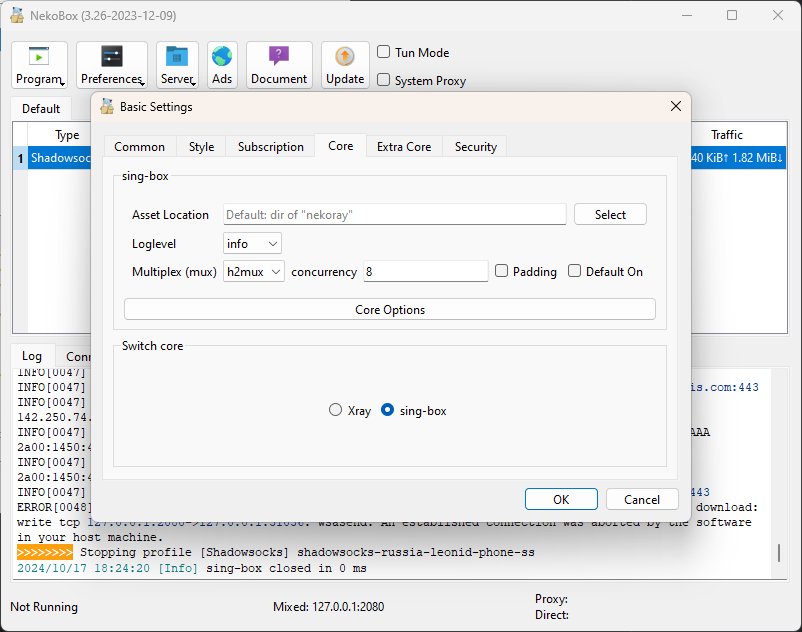 NekoBox (3.26-2023-12-09)
Program
Preferences
Server
Ads
Document
Update
Tun Mode
System Proxy
Default
Basic Settings
Type
Traffic
1 Shadowsoc
40 KiB↑ 1.82 MiB↓
Common Style Subscription Core Extra Core Security
sing-box
Asset Location Default: dir of "nekoray" Select
Loglevel info
Multiplex (mux) h2mux concurrency 8 Padding Default On
Core Options
Switch core
Xray sing-box
OK Cancel
Log Conn
INFO[0047]
INFO[0047] is.com:443
INFO[0047]
142.250.74.
INFO[0047] AAA
2a00:1450:4
INFO[0047]
2a00:1450:4
INFO[0047] 443
ERROR[0048] download:
write tcp 127.0.0.1:2080->127.0.0.1:51036: wsasend: An established connection was aborted by the software
in your host machine.
>>>>>>>> Stopping profile [Shadowsocks] shadowsocks-russia-leonid-phone-ss
2024/10/17 18:24:20 [Info] sing-box closed in 0 ms
Not Running
Mixed: 127.0.0.1:2080
Proxy:
Direct: